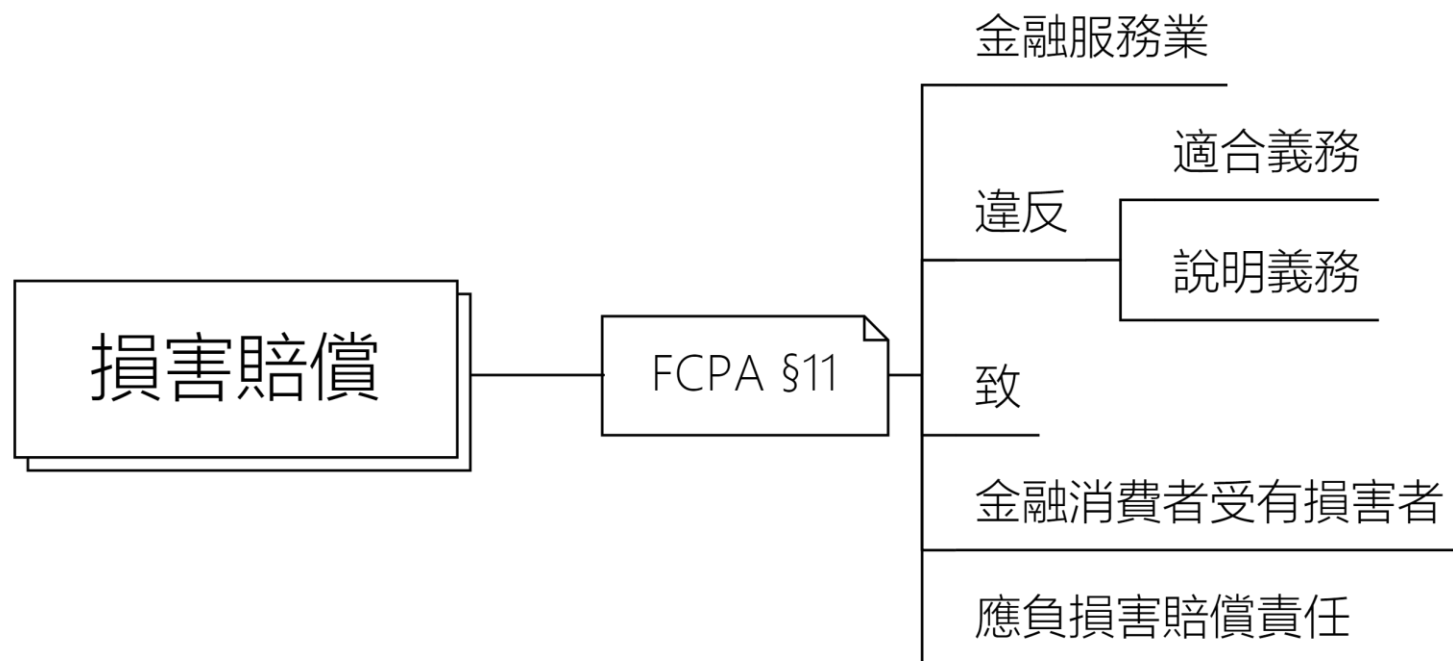 損害賠償
FCPA §11
金融服務業
違反
適合義務
說明義務
致
金融消費者受有損害者
應負損害賠償責任